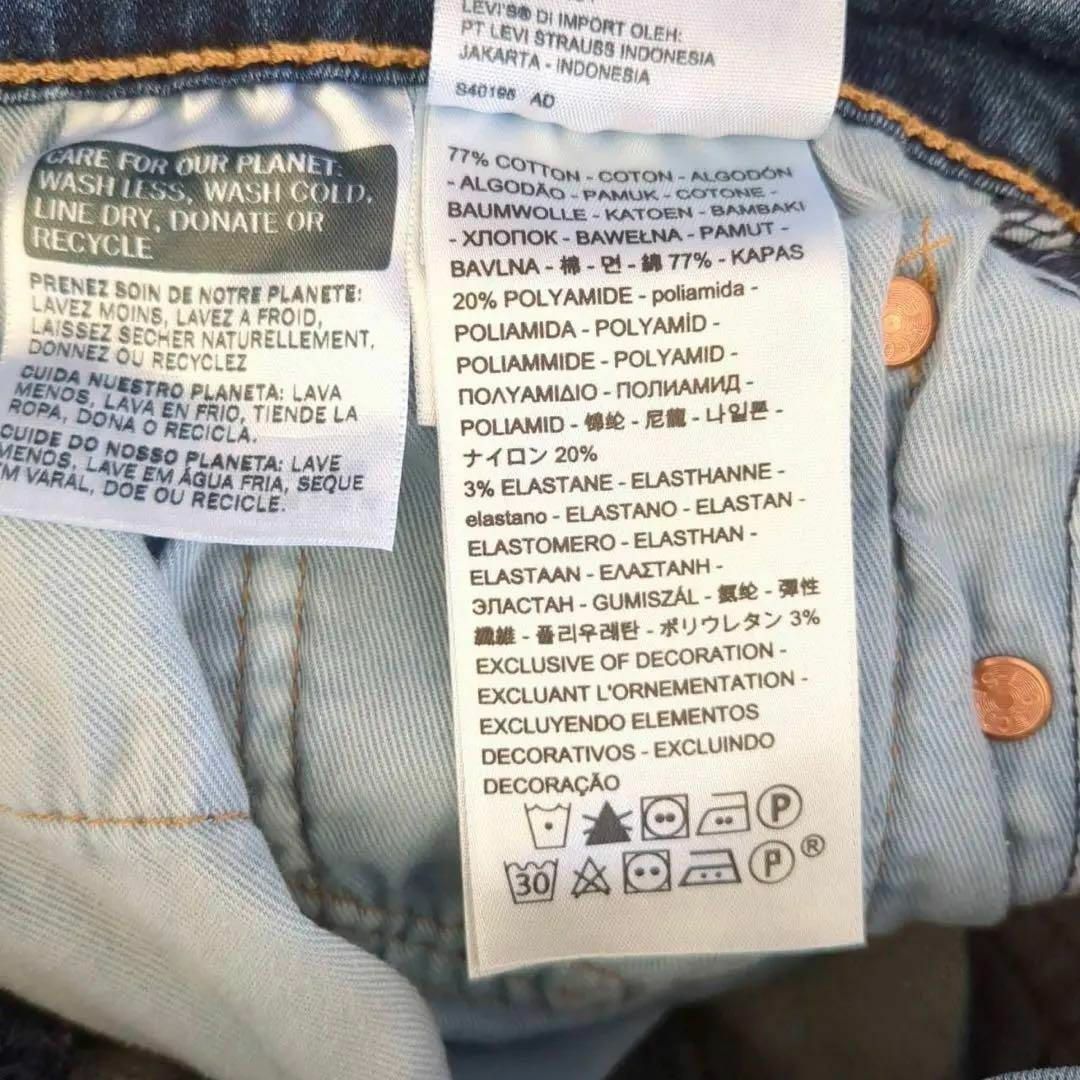 CARE FOR OUR PLANET:
WASH LESS, WASH COLD,
LINE DRY, DONATE OR
RECYCLE
PRENEZ SOIN DE NOTRE PLANETE:
LAVEZ MOINS, LAVEZ A FROID,
LAISSEZ SECHER NATURELLEMENT,
DONNEZ OU RECYCLEZ
CUIDA NUESTRO PLANETA: LAVA
MENOS, LAVA EN FRIO, TIENDE LA
ROPA, DONA O RECICLA.
CUIDE DO NOSSO PLANETA: LAVE
MENOS, LAVE EM ÁGUA FRIA, SEQUE
EM VARAL, DOE OU RECICLE.
LEVI'S® DI IMPORT OLEH:
PT LEVI STRAUSS INDONESIA
JAKARTA - INDONESIA
S40195 AD
77% COTTON - COTON - ALGODÓN
- ALGODÃO - PAMUK - COTONE -
BAUMWOLLE - KATOEN - BAMBAKI
- ХЛОПОК - BAWEŁNA - PAMUT -
BAVLNA - 棉 - 면 - 綿 77% - KAPAS
20% POLYAMIDE - poliamida -
POLIAMIDA - POLYAMİD -
POLIAMMIDE - POLYAMID -
ΠΟΛΥΑΜΙΔΙΟ - ПОЛИАМИД -
POLIAMID - 锦纶 - 尼龍 - 나일론 -
ナイロン 20%
3% ELASTANE - ELASTHANNE -
elastano - ELASTANO - ELASTAN -
ELASTOMERO - ELASTHAN -
ELASTAAN - ΕΛΑΣΤΑΝΗ -
ЭЛАСТАН - GUMISZÁL - 氨纶 - 彈性
纖維 - 폴리우레탄 - ポリウレタン 3%
EXCLUSIVE OF DECORATION -
EXCLUANT L'ORNEMENTATION -
EXCLUYENDO ELEMENTOS
DECORATIVOS - EXCLUINDO
DECORAÇÃO
P
30 P ®